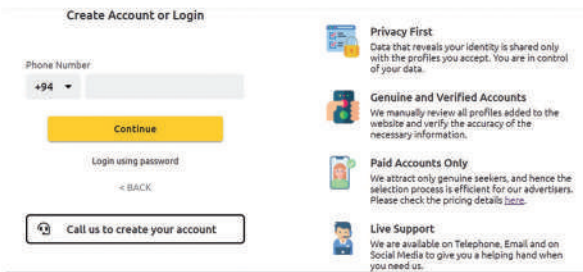 Create Account or Login
Phone Number
+94
Continue
Login using password
< BACK
Call us to create your account
Privacy First
Data that reveals your identity is shared only
with the profiles you accept. You are in control
of your data.
Genuine and Verified Accounts
We manually review all profiles added to the
website and verify the accuracy of the
necessary information.
Paid Accounts Only
We attract only genuine seekers, and hence the
selection process is efficient for our advertisers.
Please check the pricing details here.
Live Support
We are available on Telephone, Email and on
Social Media to give you a helping hand when
you need us.